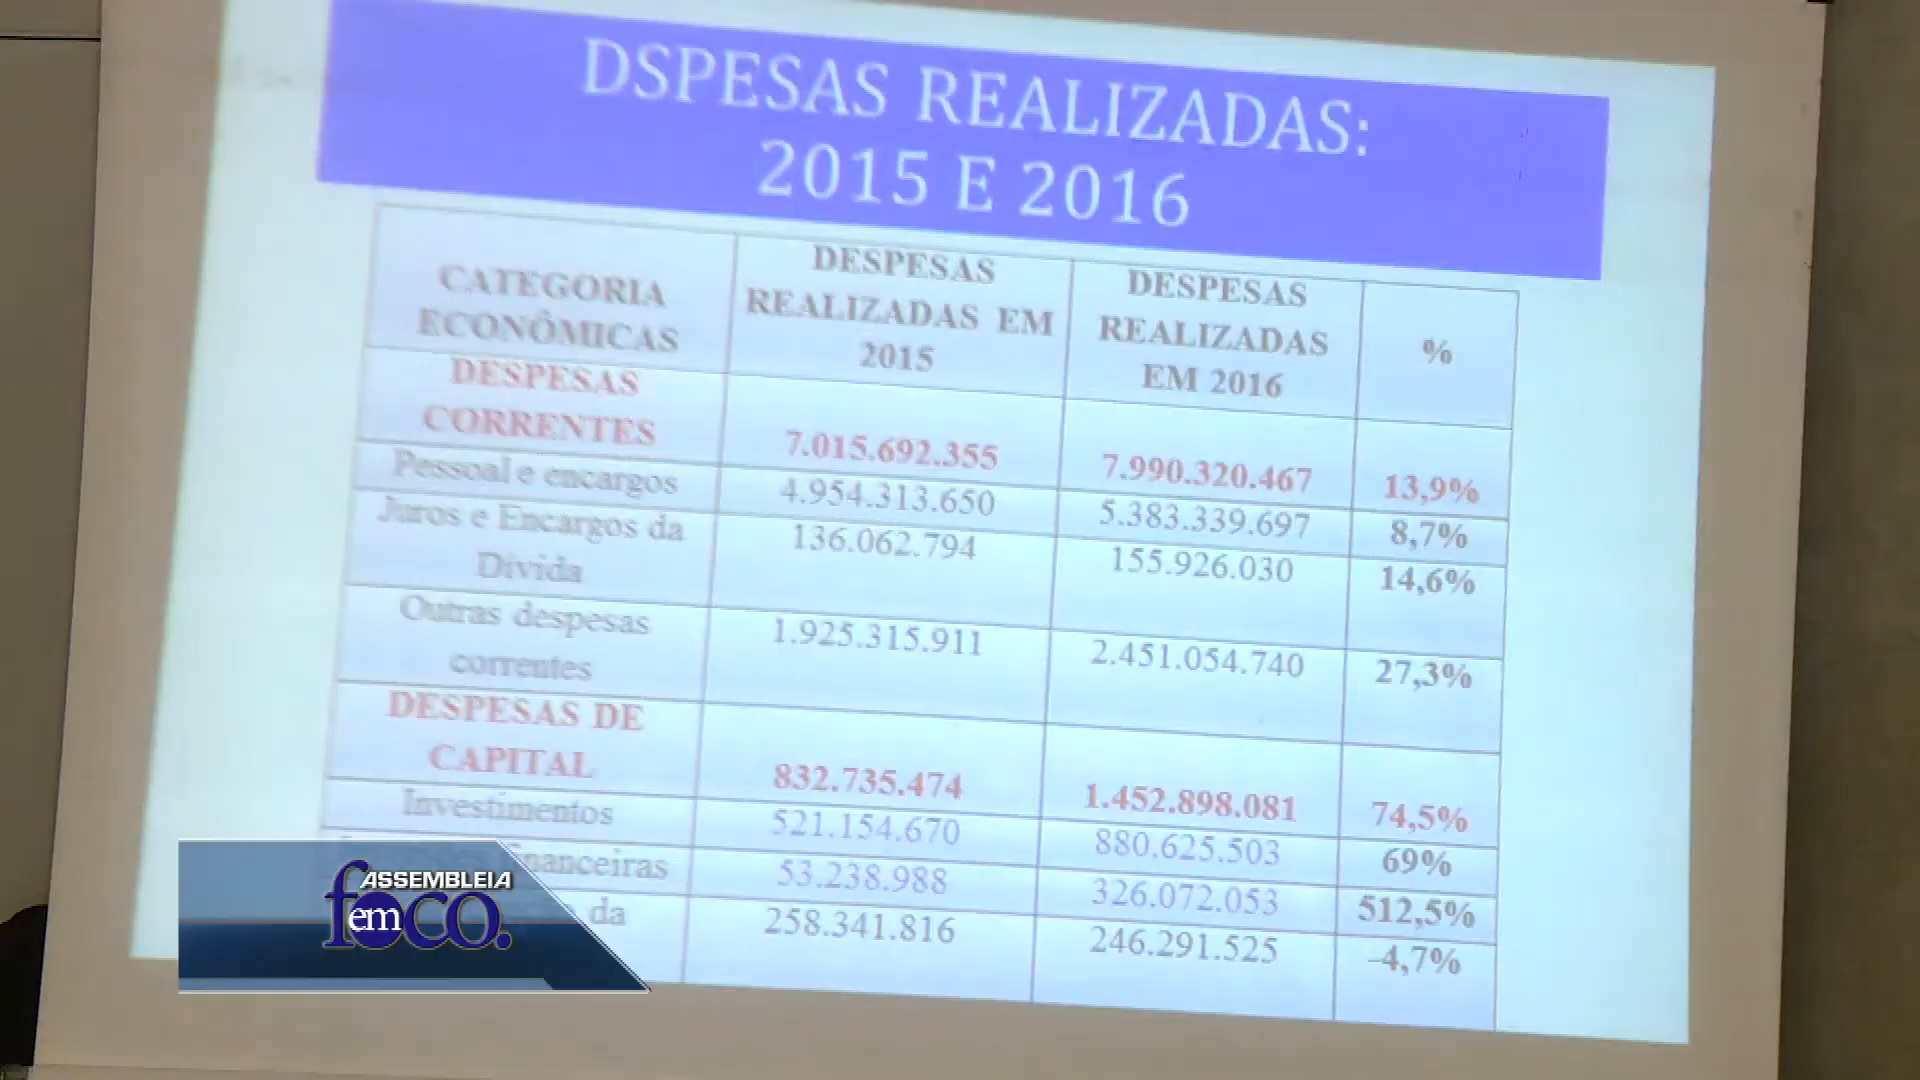 DSPESAS REALIZADAS:
2015 E 2016
CATEGORIA
ECONÔMICAS
DESPESAS
REALIZADAS EM
2015
DESPESAS
REALIZADAS
EM 2016
%
DESPESAS
CORRENTES
7.015.692.355
7.990.320.467
13,9%
Pessoal e encargos
4.954.313.650
5.383.339.697
8,7%
Juros e Encargos da
Dívida
136.062.794
155.926.030
14,6%
Outras despesas
correntes
1.925.315.911
2.451.054.740
27,3%
DESPESAS DE
CAPITAL
832.735.474
1.452.898.081
74,5%
Investimentos
521.154.670
880.625.503
69%
financeiras
53.238.988
326.072.053
512,5%
da
258.341.816
246.291.525
-4,7%
ASSEMBLEIA
em
foco.